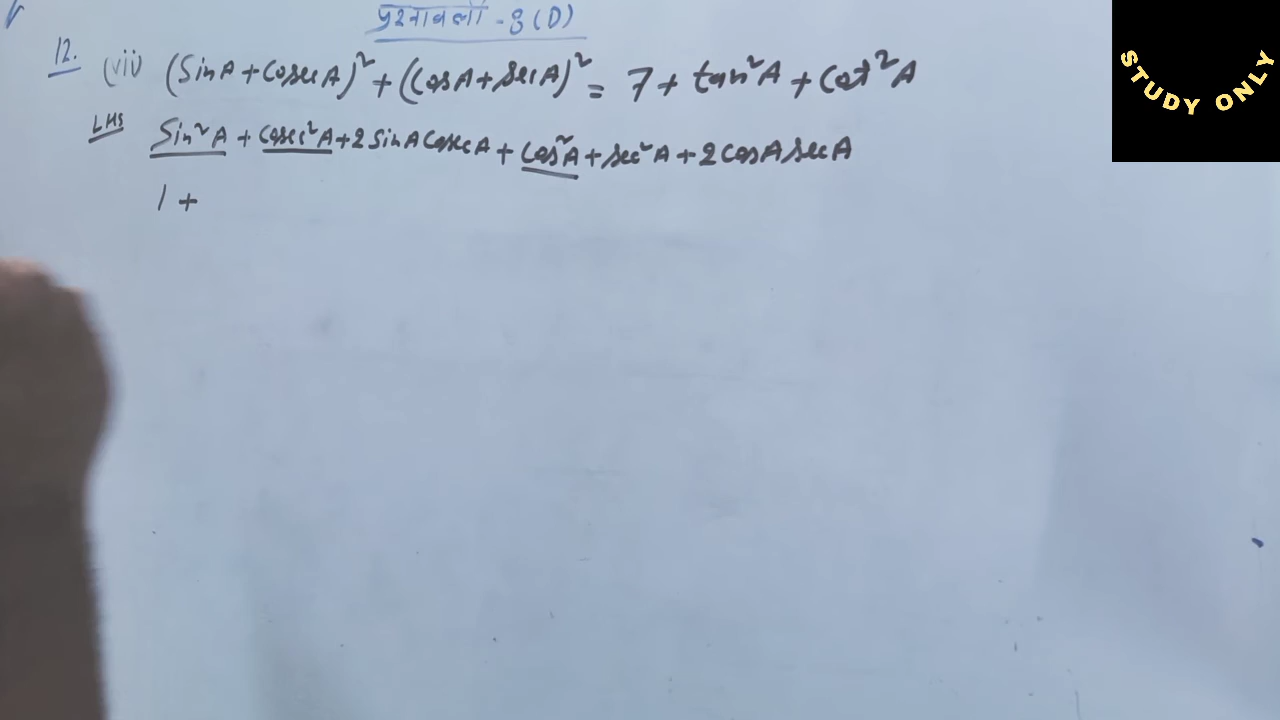 प्रश्नावली - 8 (D)
12. (vii) (SinA + CosecA)² + (CosA + SecA)² = 7 + tan²A + Cot²A
LHS Sin²A + Cosec²A + 2 SinA CosecA + Cos²A + sec²A + 2 CosA secA
1 +
STUDY ONLY